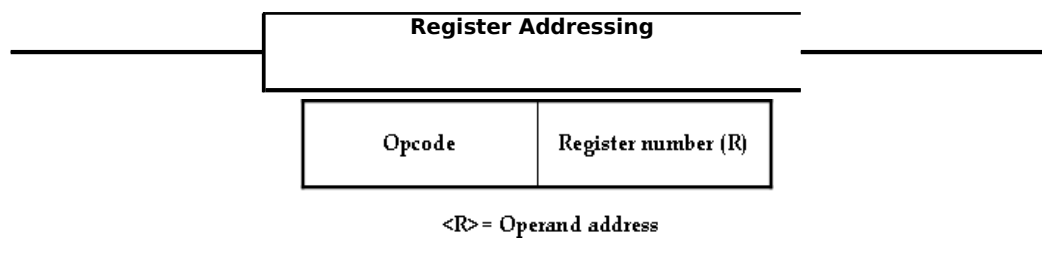 Register Addressing
Opcode Register number (R)
<R>= Operand address